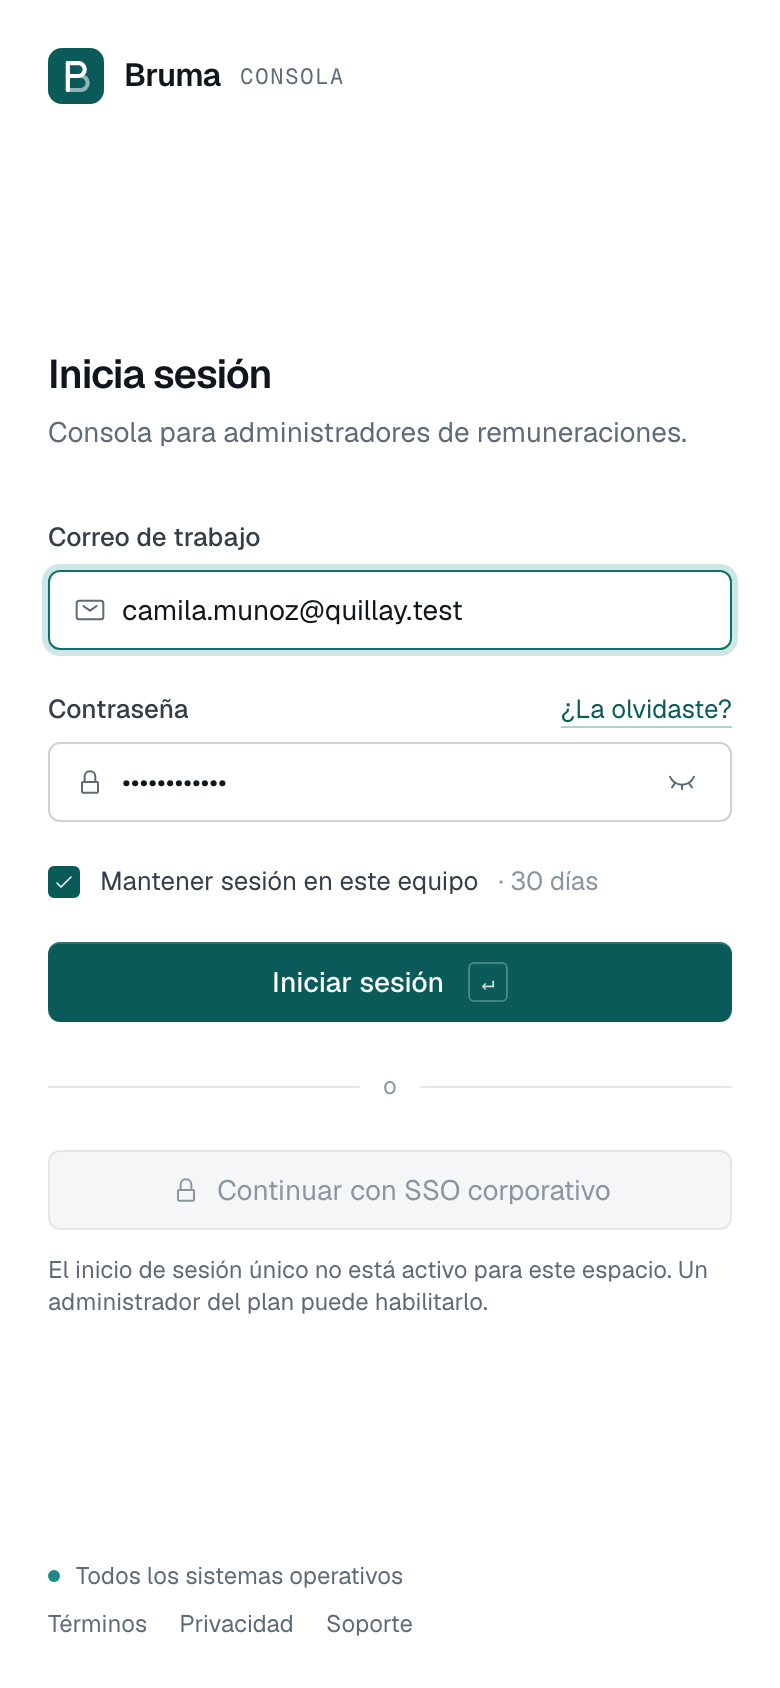 B Bruma CONSOLA
Inicia sesión
Consola para administradores de remuneraciones.
Correo de trabajo
camila.munoz@quillay.test
Contraseña ¿La olvidaste?
••••••••••••
Mantener sesión en este equipo · 30 días
Iniciar sesión ↵
o
Continuar con SSO corporativo
El inicio de sesión único no está activo para este espacio. Un
administrador del plan puede habilitarlo.
Todos los sistemas operativos
Términos Privacidad Soporte